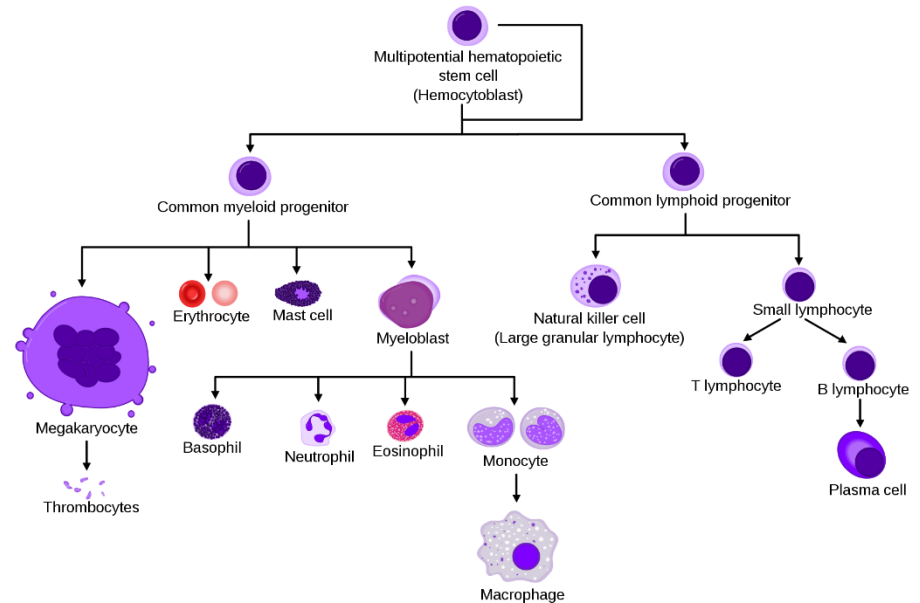 Multipotential hematopoietic
stem cell
(Hemocytoblast)
Common myeloid progenitor
Common lymphoid progenitor
Erythrocyte
Mast cell
Myeloblast
Natural killer cell
(Large granular lymphocyte)
Small lymphocyte
T lymphocyte
B lymphocyte
Megakaryocyte
Basophil
Neutrophil
Eosinophil
Monocyte
Plasma cell
Thrombocytes
Macrophage